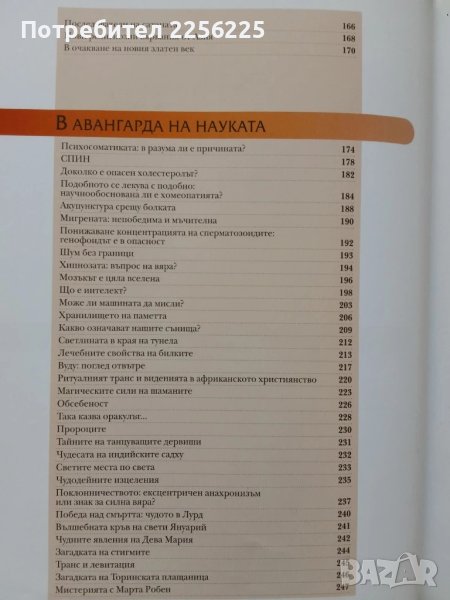 Потребител 2256225
166
168
В очакване на новия златен век 170
В АВАНГАРДА НА НАУКАТА
Психосоматиката: в разума ли е причината? 174
СПИН 178
Доколко е опасен холестеролът? 182
Подобното се лекува с подобно:
научнообоснована ли е хомеопатията? 184
Акупунктура срещу болката 188
Мигрената: непобедима и мъчителна 190
Понижаване концентрацията на сперматозоидите:
генофондът е в опасност 192
Шум без граници 193
Хипнозата: въпрос на вяра? 194
Мозъкът е цяла вселена 196
Що е интелект? 198
Може ли машината да мисли? 203
Хранилището на паметта 206
Какво означават нашите сънища? 209
Светлината в края на тунела 212
Лечебните свойства на билките 213
Вуду: поглед отвътре 217
Ритуалният транс и виденията в африканското християнство 220
Магическите сили на шаманите 223
Обсебеност 226
Така казва оракулът... 228
Пророците 230
Тайните на танцуващите дервиши 231
Чудесата на индийските садху 232
Светите места по света 233
Чудодейните изцеления 235
Поклонничеството: ексцентричен анахронизъм
или знак за силна вяра? 237
Победа над смъртта: чудото в Лурд 240
Вълшебната кръв на свети Януарий 241
Чудните явления на Дева Мария 242
Загадката на стигмите 244
Транс и левитация 245
Загадката на Торинската плащаница 246
Мистерията с Марта Робен 247
bazar